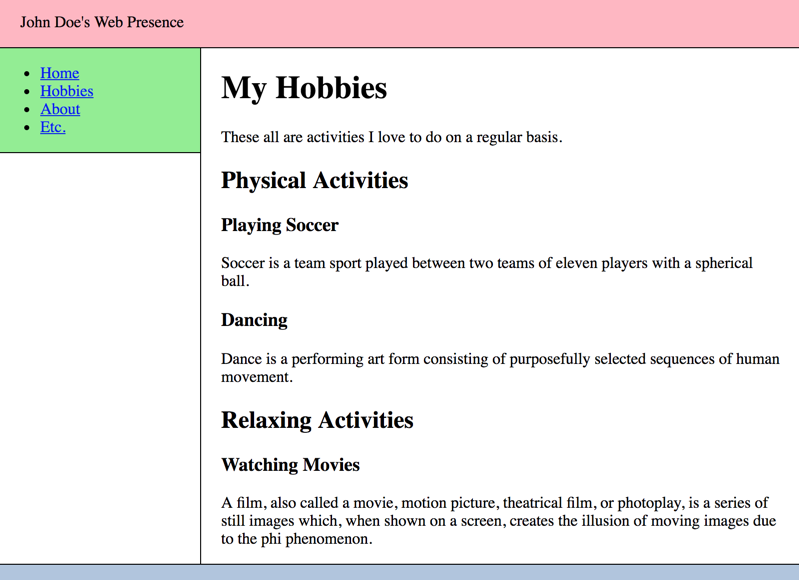 John Doe's Web Presence
Home
Hobbies
About
Etc.
My Hobbies
These all are activities I love to do on a regular basis.
Physical Activities
Playing Soccer
Soccer is a team sport played between two teams of eleven players with a spherical
ball.
Dancing
Dance is a performing art form consisting of purposefully selected sequences of human
movement.
Relaxing Activities
Watching Movies
A film, also called a movie, motion picture, theatrical film, or photoplay, is a series of
still images which, when shown on a screen, creates the illusion of moving images due
to the phi phenomenon.